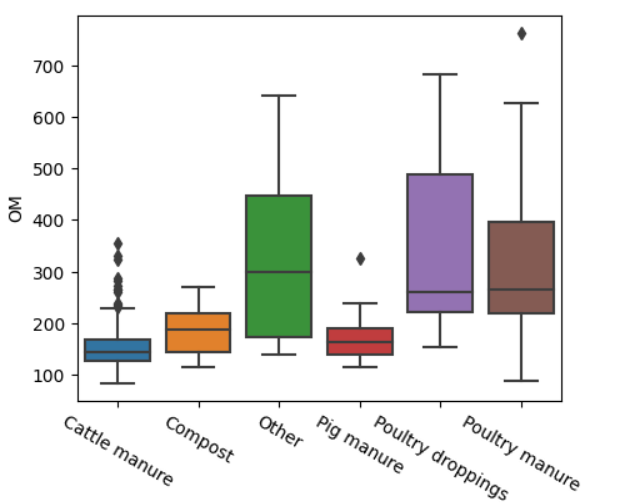 700
600
500
400
300
200
100
OM
Cattle manure
Compost
Other
Pig manure
Poultry droppings
Poultry manure